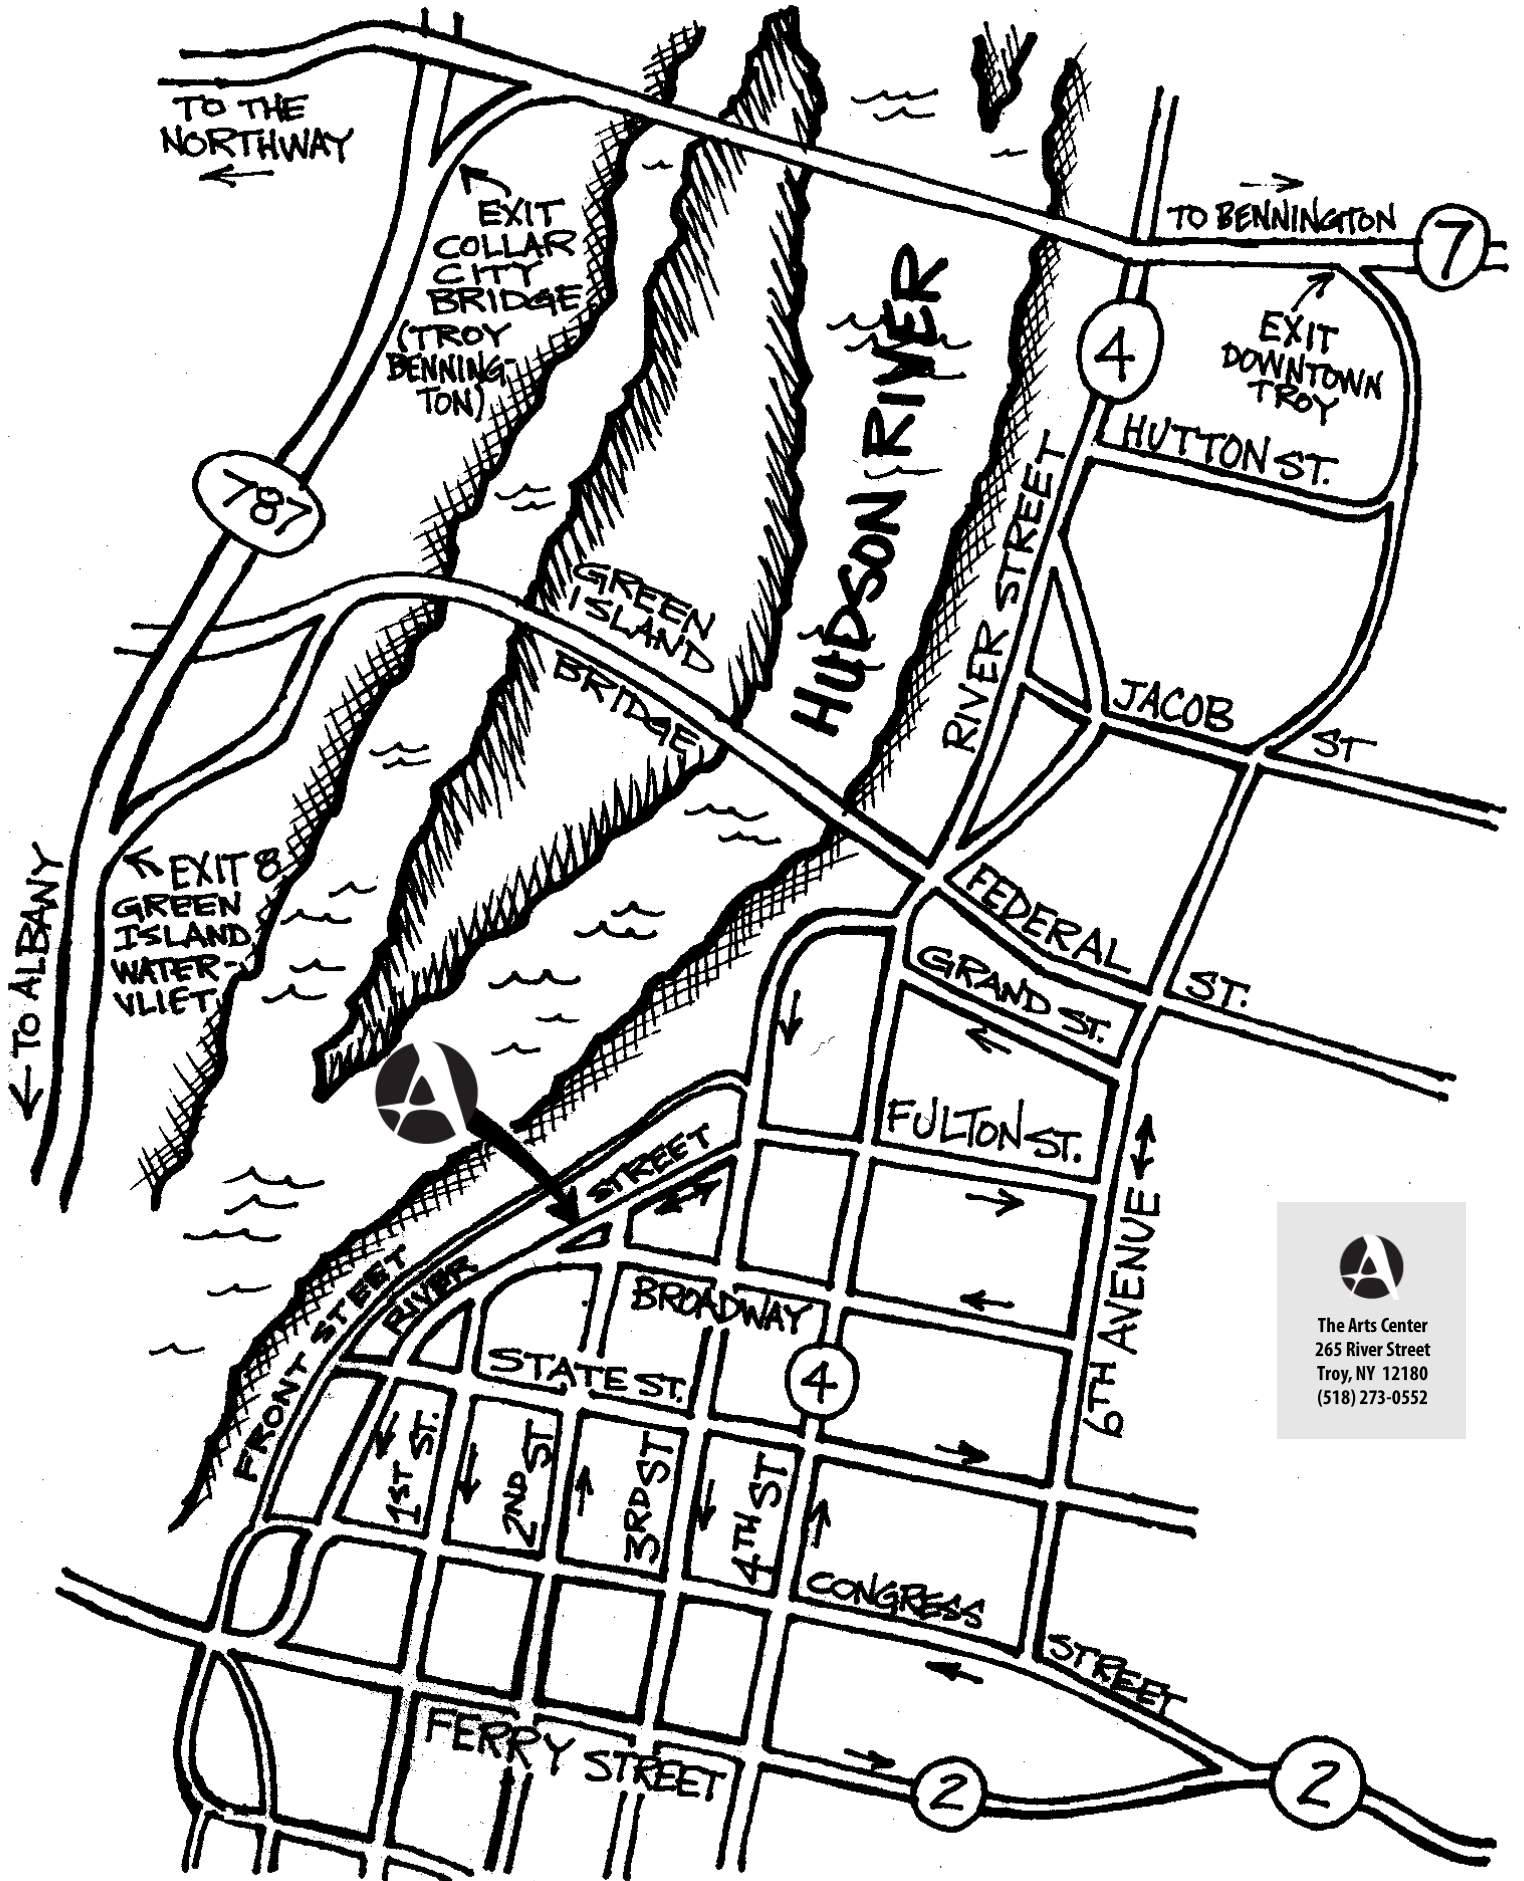 TO THE
NORTHWAY
EXIT
COLLAR
CITY
BRIDGE
(TROY
BENNING-
TON)
TO BENNINGTON
7
EXIT
DOWNTOWN
TROY
4
HUTTON ST.
HUDSON RIVER
RIVER STREET
787
GREEN
ISLAND
BRIDGE
JACOB
ST
TO ALBANY
EXIT 8
GREEN
ISLAND
WATER-
VLIET
FEDERAL
ST.
GRAND ST.
FULTON ST.
6TH AVENUE
A
STREET
RIVER
FRONT STREET
BROADWAY
STATE ST.
4
1ST ST.
2ND ST
3RD ST
4TH ST
CONGRESS
STREET
FERRY STREET
2
2
A
The Arts Center
265 River Street
Troy, NY 12180
(518) 273-0552